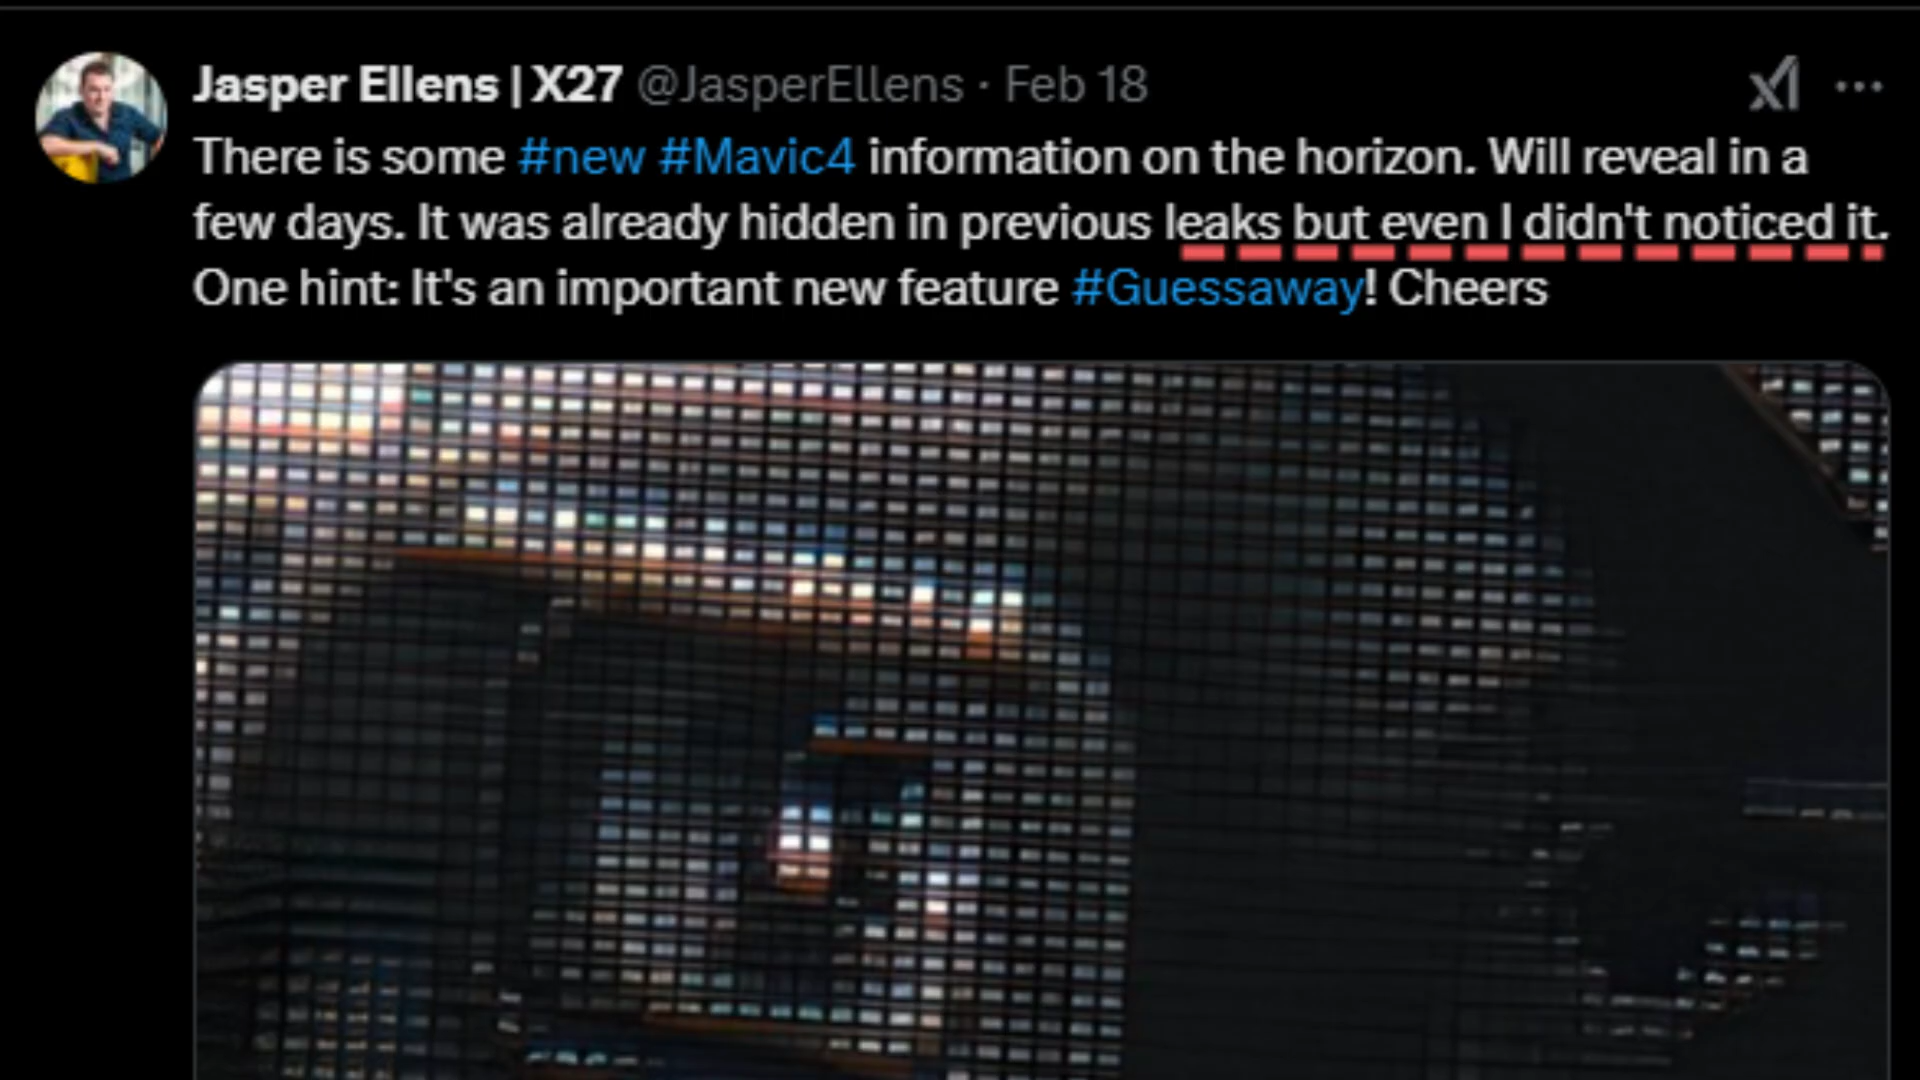 Jasper Ellens | X27 @JasperEllens · Feb 18
There is some #new #Mavic4 information on the horizon. Will reveal in a
few days. It was already hidden in previous leaks but even I didn't noticed it.
One hint: It's an important new feature #Guessaway! Cheers